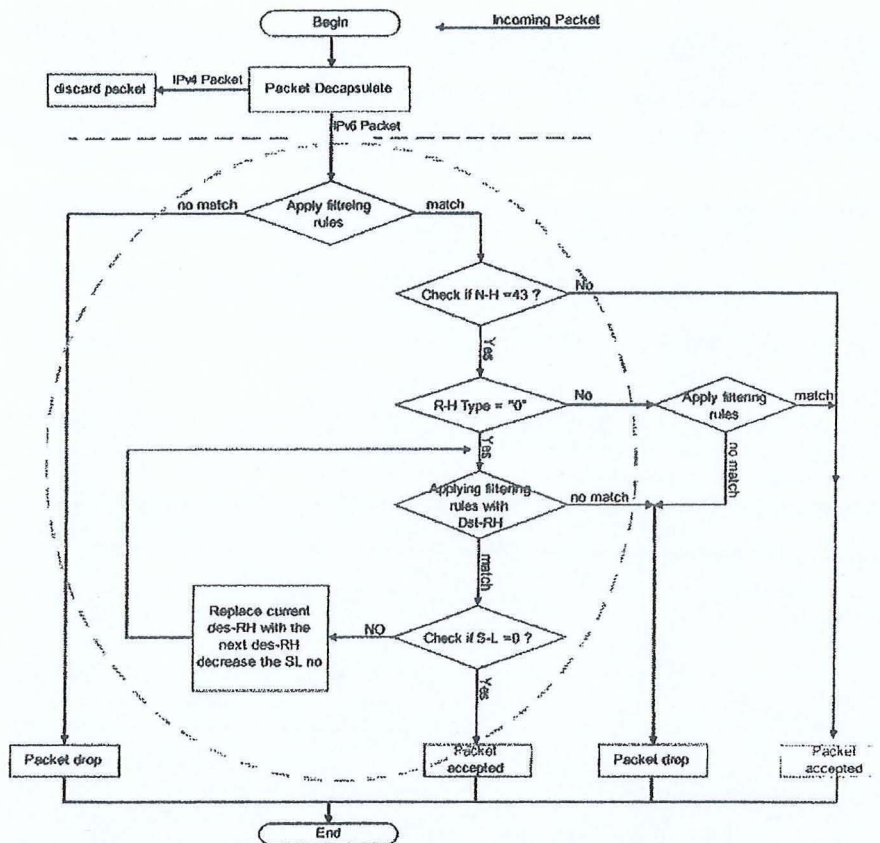 Begin
Incoming Packet
IPv4 Packet
discard packet
Packet Decapsulate
IPv6 Packet
no match
Apply filtreing
rules
match
Check if N-H =43 ?
No
Yes
R-H Type = "0"
No
Apply filtering
rules
match
Yes
no match
Applying filtering
rules with
Dst-RH
no match
match
Replace current
des-RH with the
next des-RH
decrease the SL no
NO
Check if S-L =0 ?
Yes
Packet drop
Packet
accepted
Packet drop
Packet
accepted
End